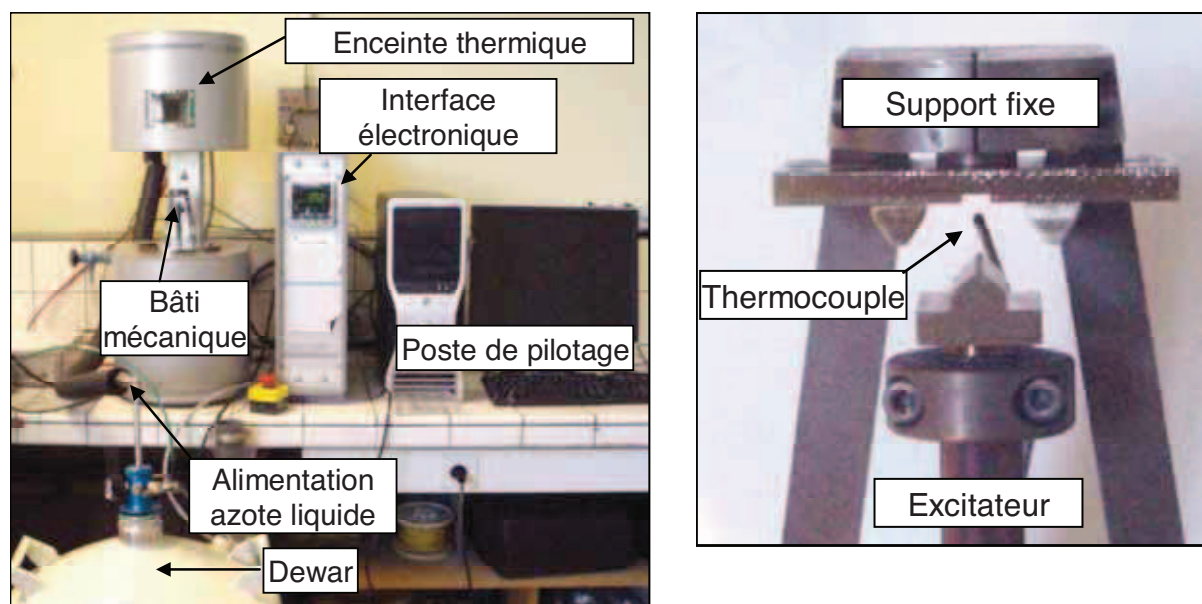 Enceinte thermique
Interface
électronique
Bâti
mécanique
Poste de pilotage
Alimentation
azote liquide
Dewar
Support fixe
Thermocouple
Excitateur